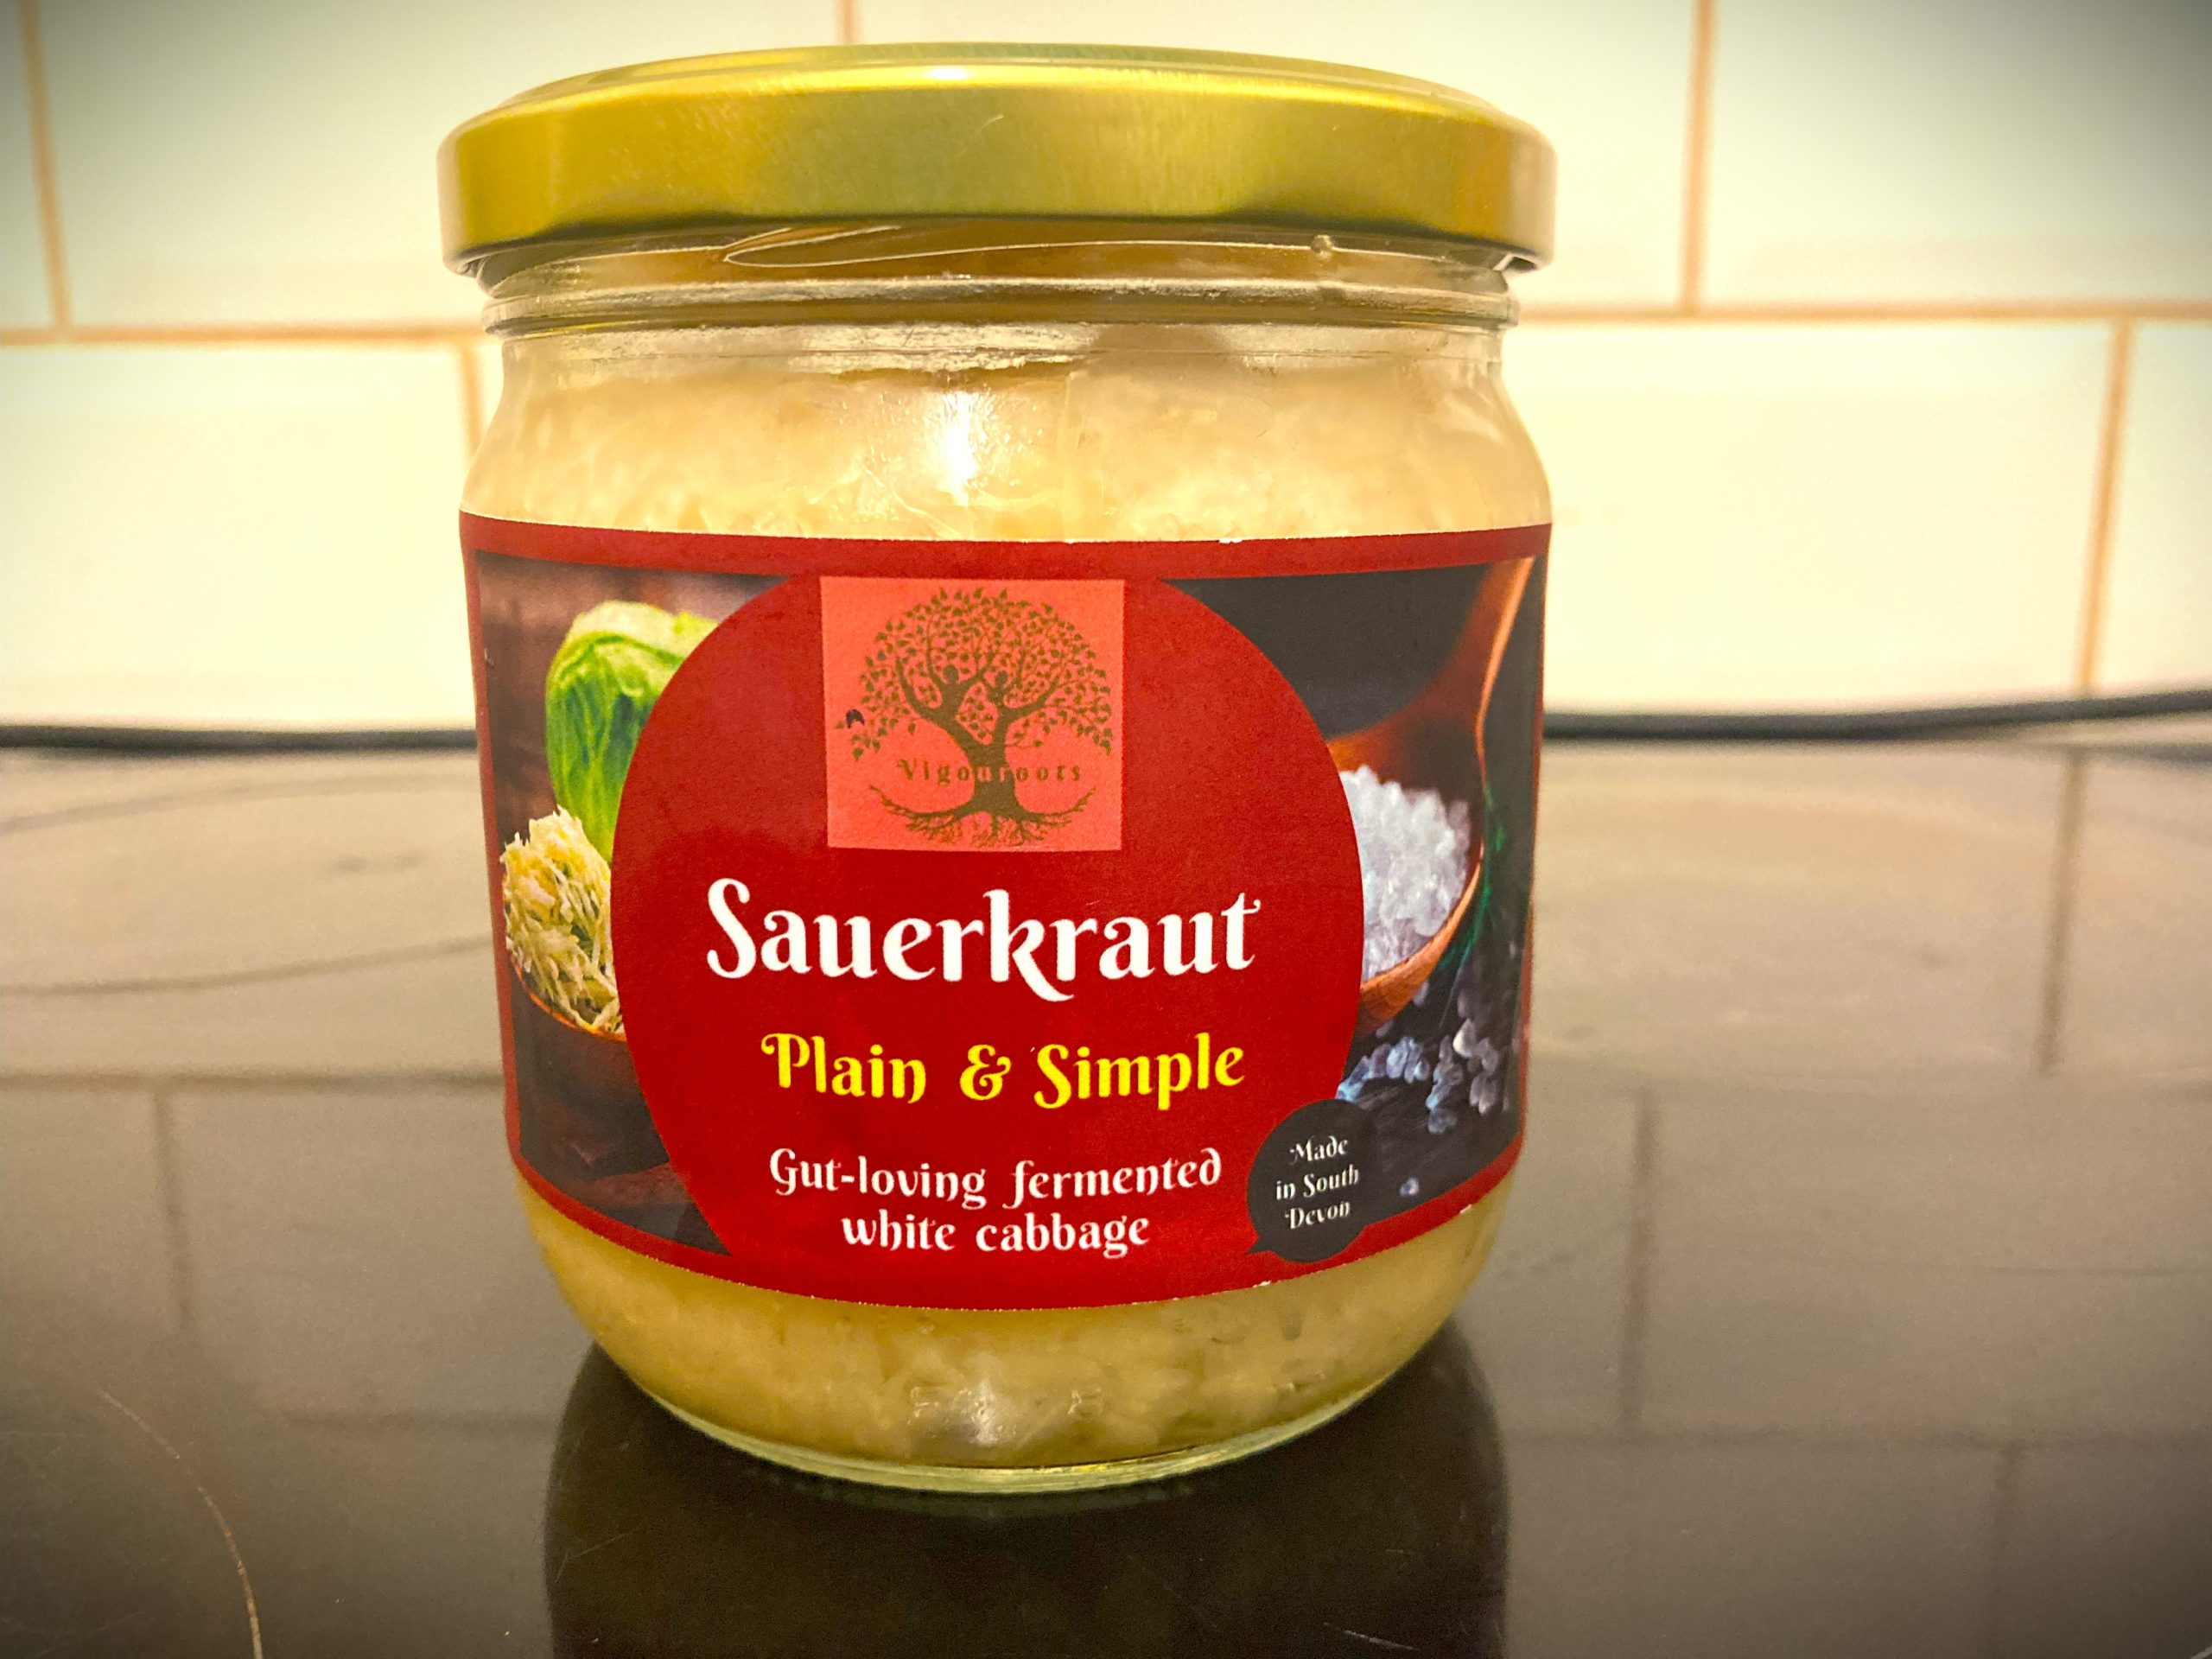 Vigouroots
Sauerkraut
Plain & Simple
Gut-loving fermented
white cabbage
Made
in South
Devon